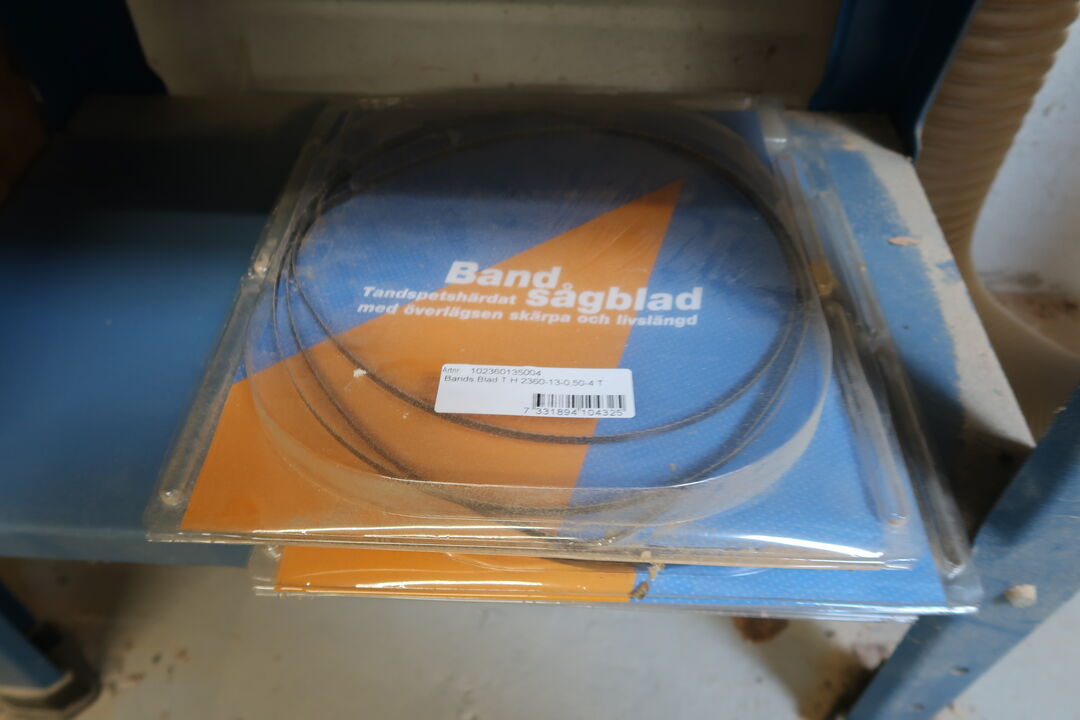 Band
sågblad
Tandspetshärdat
med överlägsen skärpa och livslängd
Artnr. 102360135004
Bands.Blad T.H 2360-13-0,50-4 T
7 331894 104325